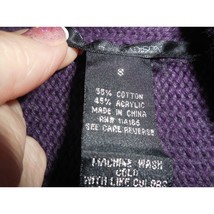 S
55% COTTON
45% ACRYLIC
MADE IN CHINA
SEE CARE REVERSE
MACHINE WASH
COLD
WITH LIKE COLORS